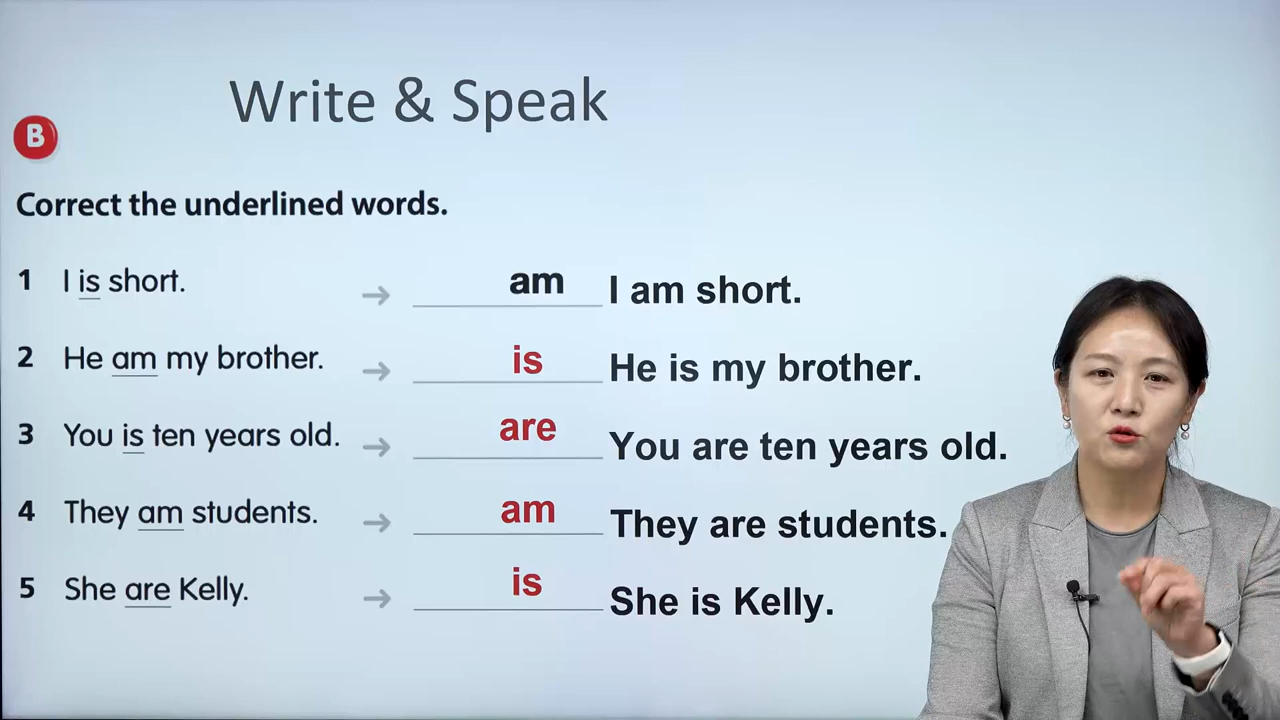 Write & Speak
B
Correct the underlined words.
1 I is short. → am I am short.
2 He am my brother. → is He is my brother.
3 You is ten years old. → are You are ten years old.
4 They am students. → am They are students.
5 She are Kelly. → is She is Kelly.